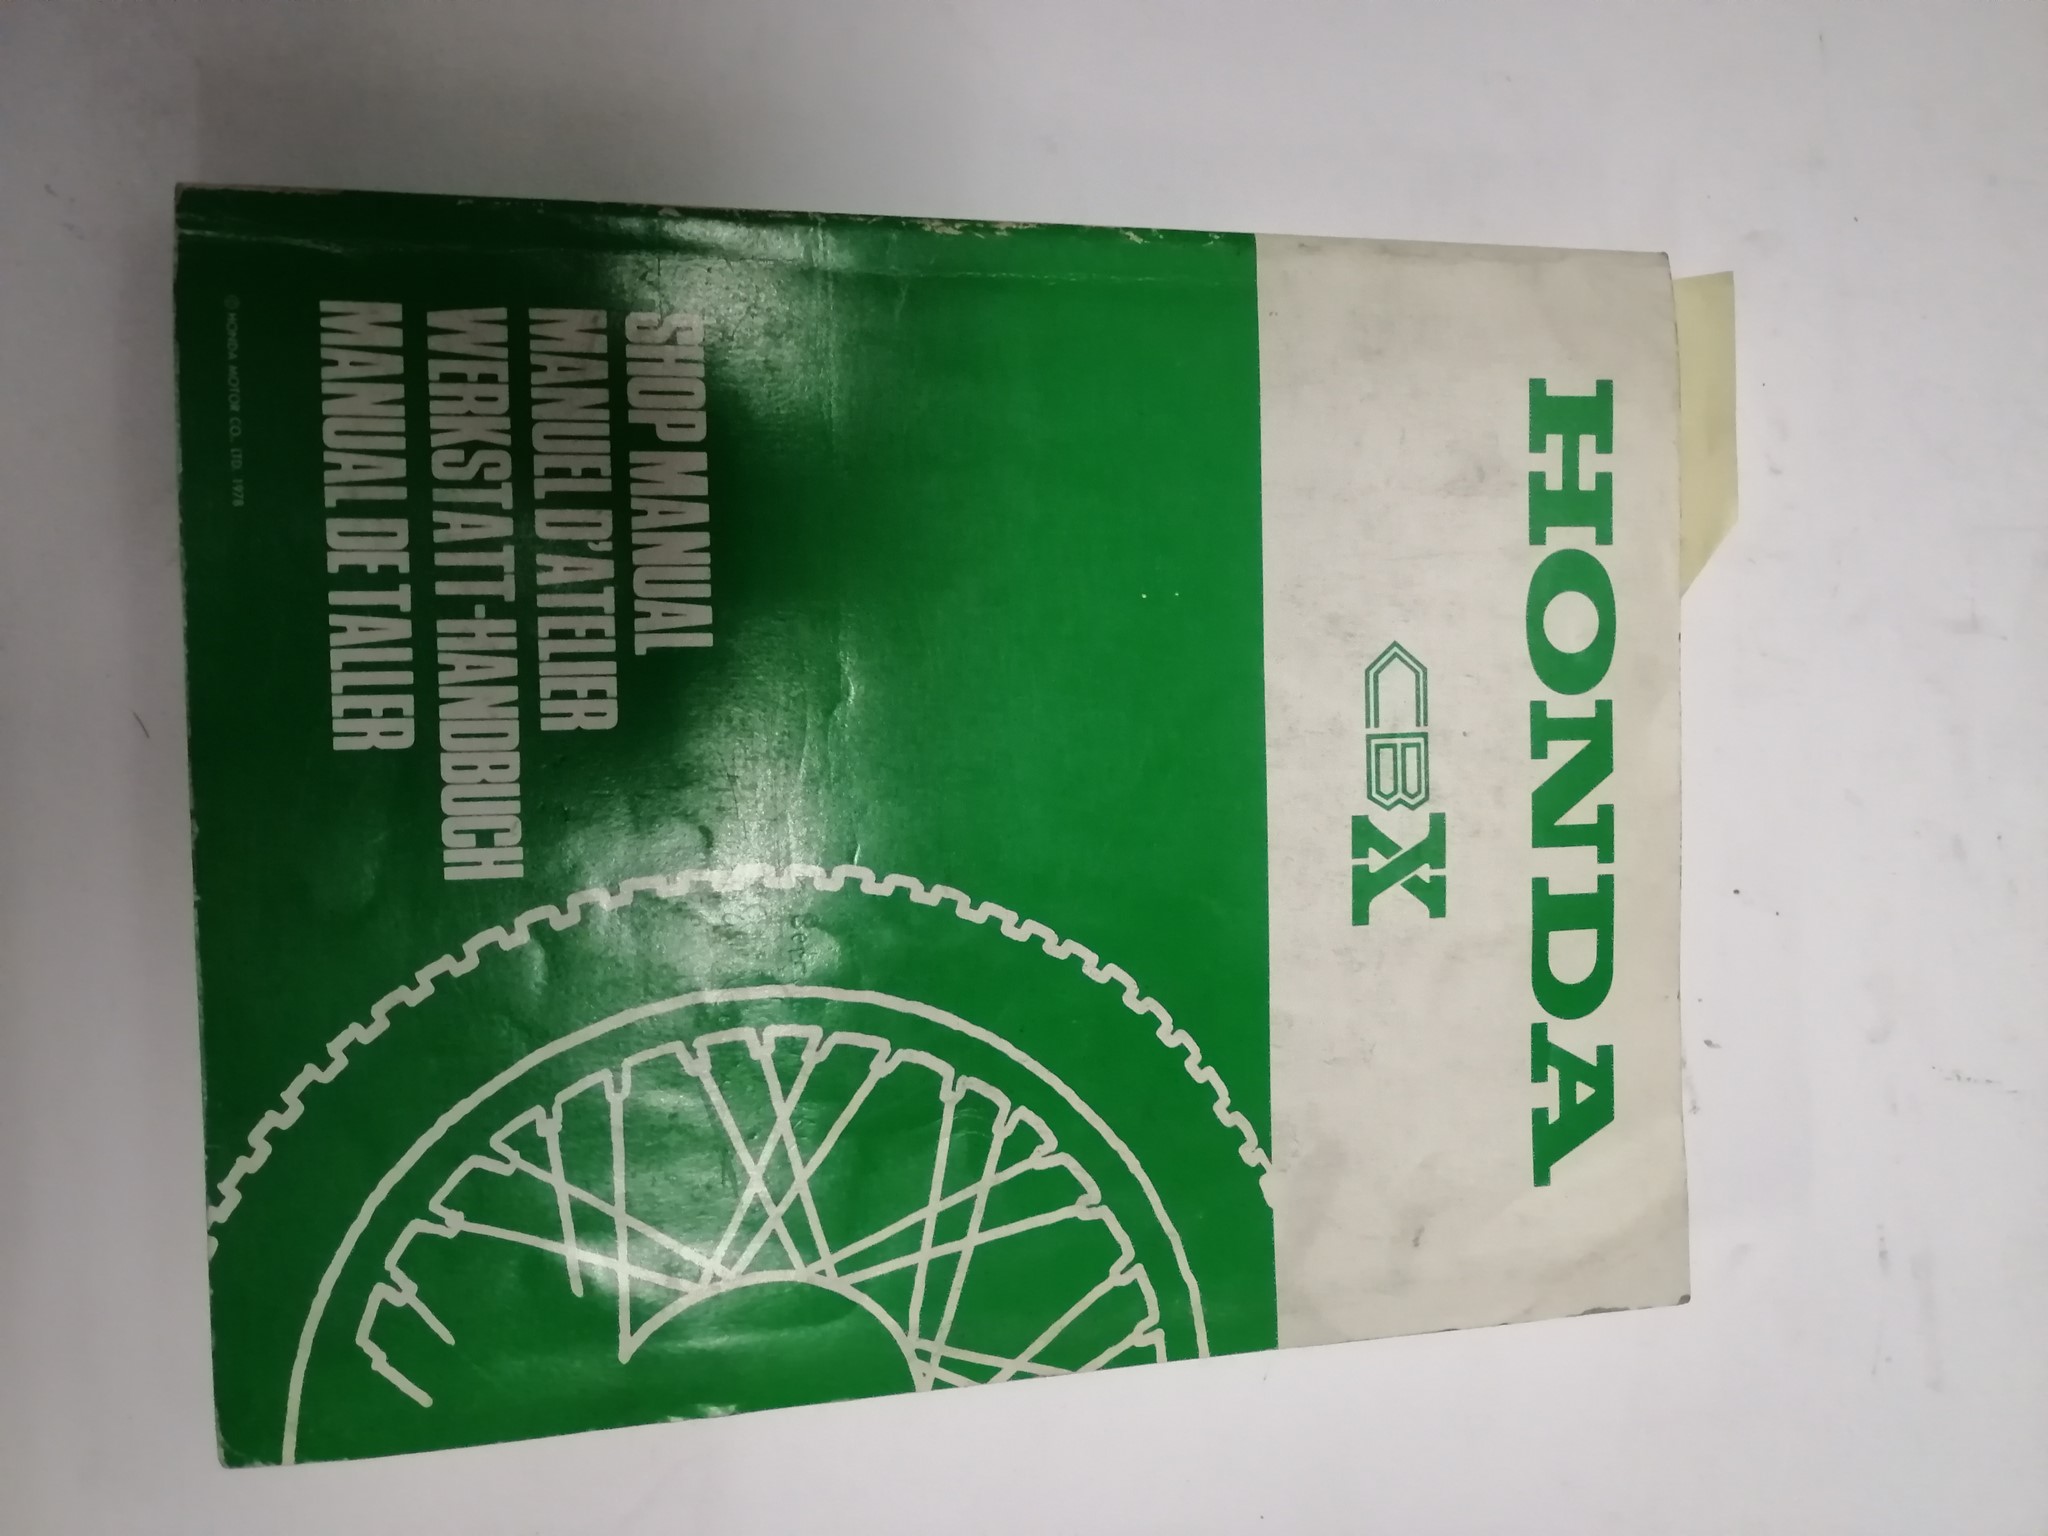 HONDA
CBX
SHOP MANUAL
MANUEL D'ATELIER
WERKSTATT-HANDBUCH
MANUAL DE TALLER
© HONDA MOTOR CO., LTD. 1978